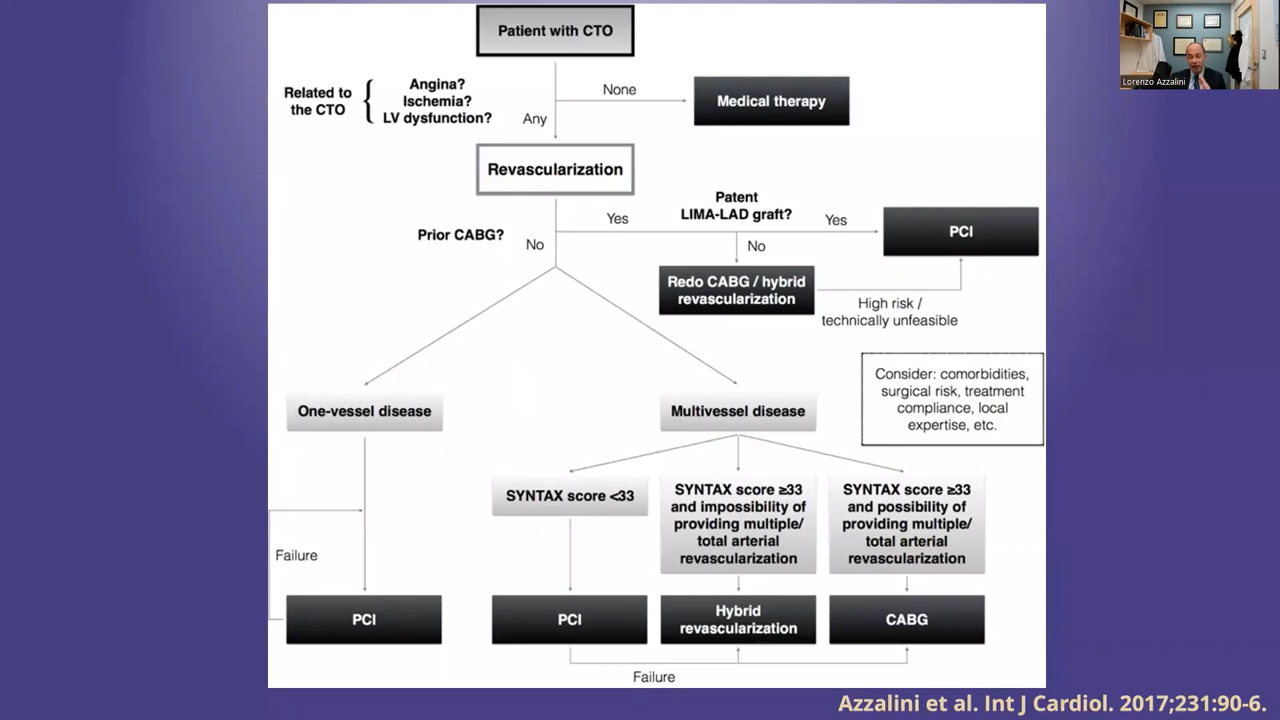 Patient with CTO
Related to
the CTO
Angina?
Ischemia?
LV dysfunction?
None
Any
Medical therapy
Revascularization
Prior CABG?
Yes
No
Patent
LIMA-LAD graft?
Yes
No
PCI
Redo CABG / hybrid
revascularization
High risk /
technically unfeasible
Consider: comorbidities,
surgical risk, treatment
compliance, local
expertise, etc.
One-vessel disease
Multivessel disease
SYNTAX score <33
SYNTAX score ≥33
and impossibility of
providing multiple/
total arterial
revascularization
SYNTAX score ≥33
and possibility of
providing multiple/
total arterial
revascularization
Failure
PCI
PCI
Hybrid
revascularization
CABG
Failure
Lorenzo Azzalini
Azzalini et al. Int J Cardiol. 2017;231:90-6.